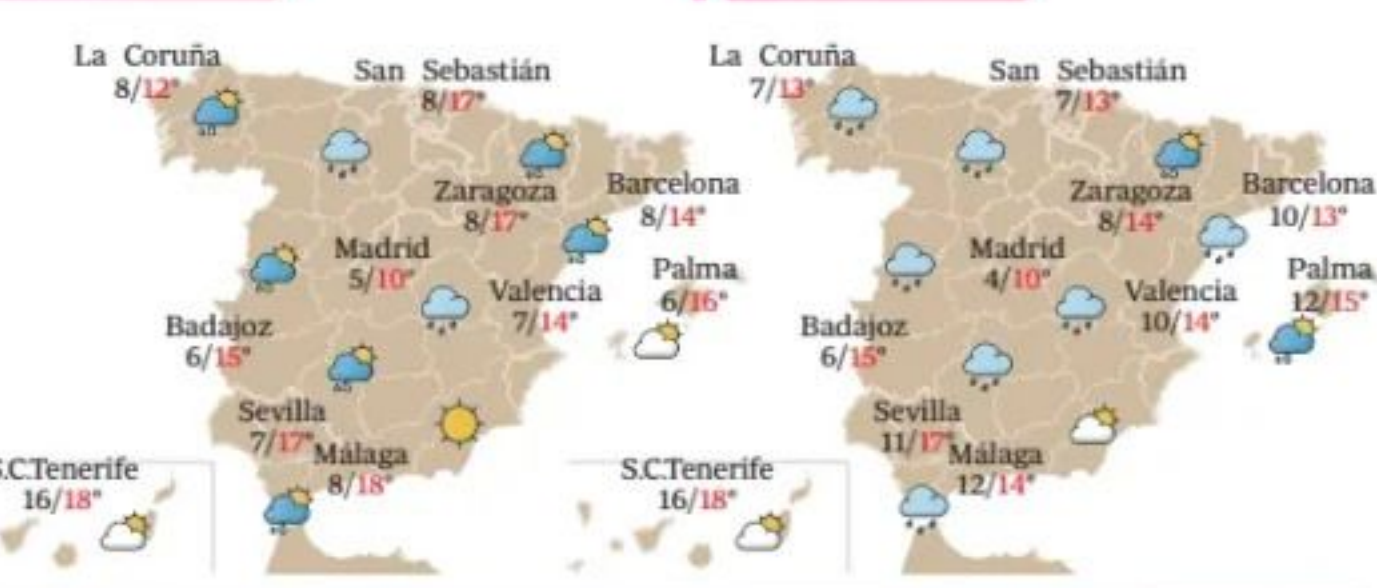 La Coruña
8/12°
San Sebastián
8/17°
Zaragoza
8/17°
Barcelona
8/14°
Madrid
5/10°
Palma
6/16°
Valencia
7/14°
Badajoz
6/15°
Sevilla
7/17°
Málaga
8/18°
S.C.Tenerife
16/18°
La Coruña
7/13°
San Sebastián
7/13°
Zaragoza
8/14°
Barcelona
10/13°
Madrid
4/10°
Palma
12/15°
Valencia
10/14°
Badajoz
6/15°
Sevilla
11/17°
Málaga
12/14°
S.C.Tenerife
16/18°